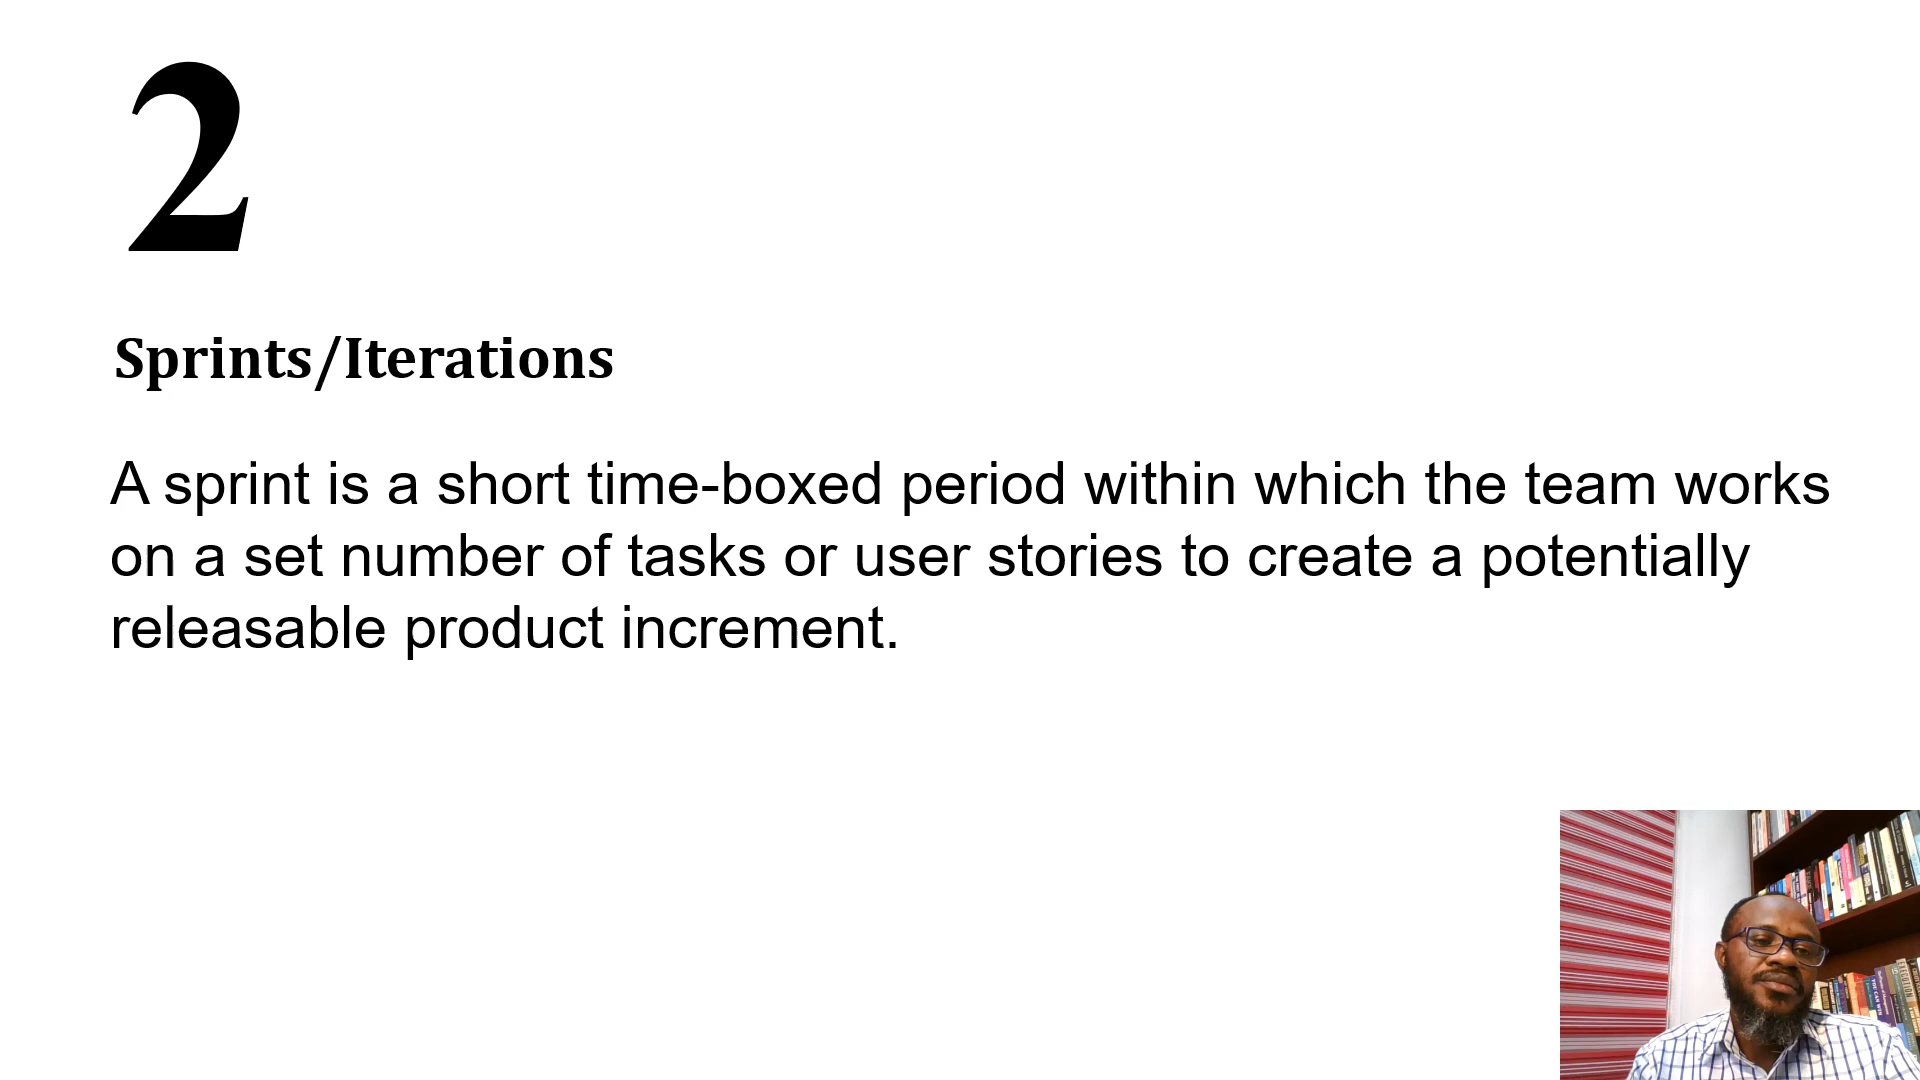 2
Sprints/Iterations
A sprint is a short time-boxed period within which the team works
on a set number of tasks or user stories to create a potentially
releasable product increment.